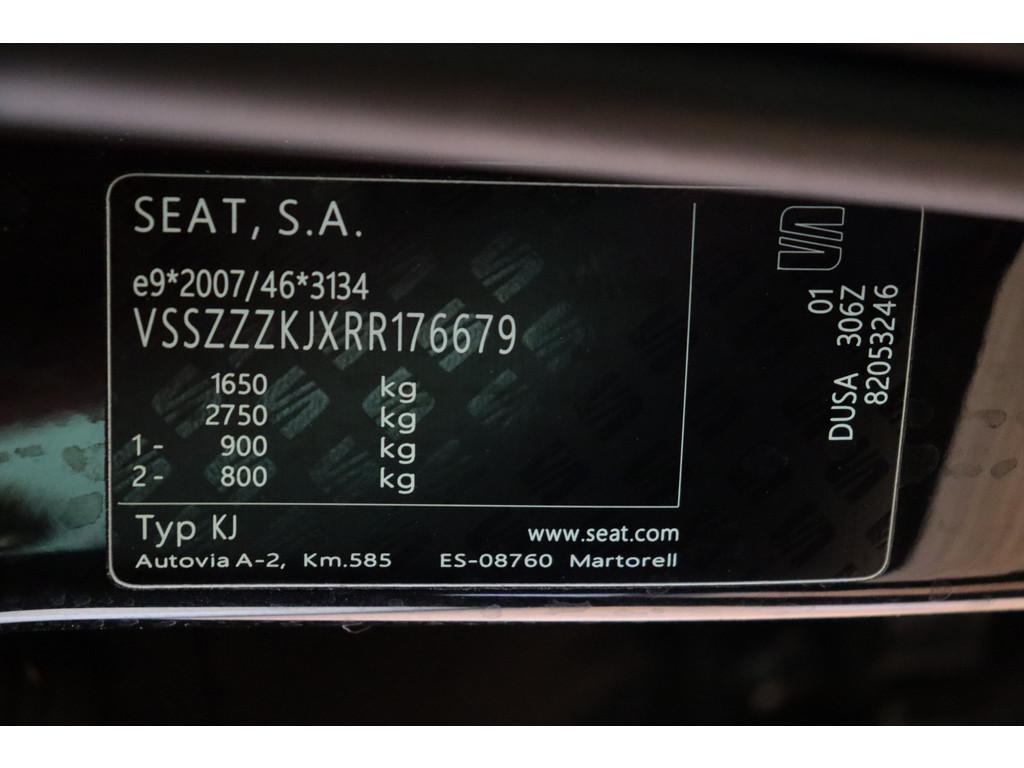 SEAT, S.A.
e9*2007/46*3134
VSSZZZKJXRR176679
1650 kg
2750 kg
1- 900 kg
2- 800 kg
Typ KJ www.seat.com
Autovia A-2, Km.585 ES-08760 Martorell
01
DUSA 306Z
82053246